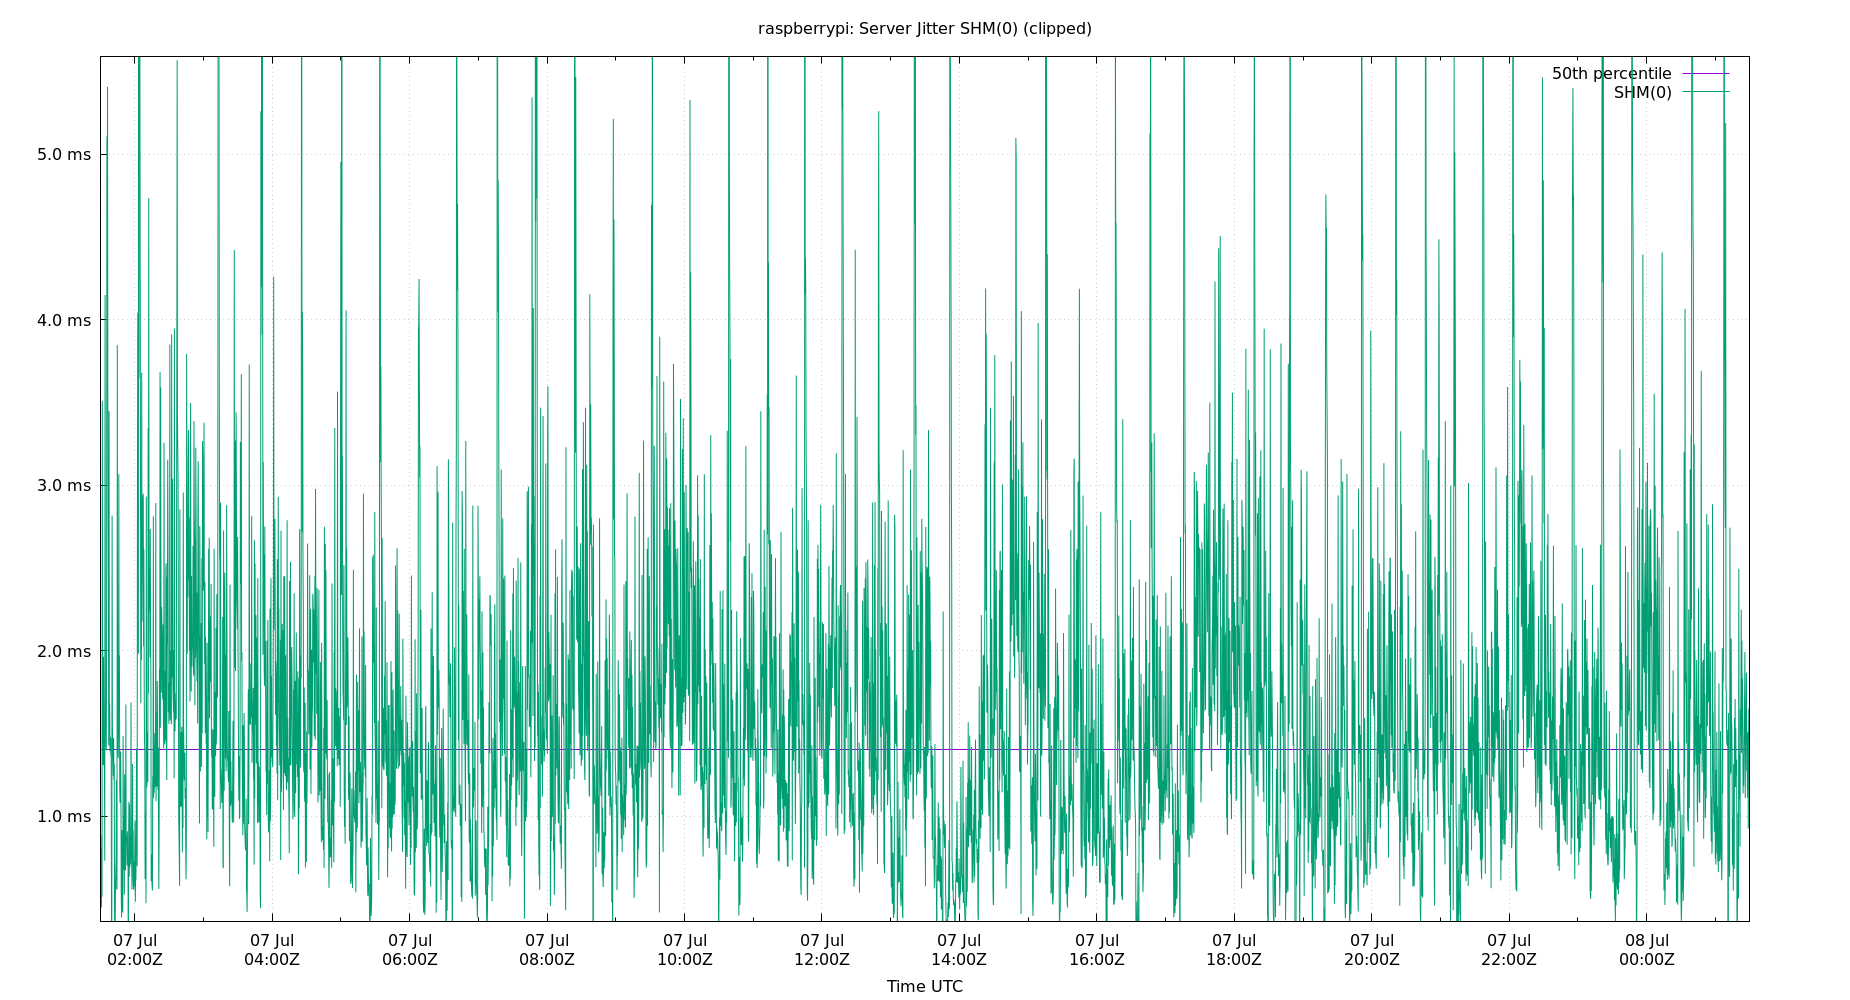 raspberrypi: Server Jitter SHM(0) (clipped)
50th percentile
SHM(0)
5.0 ms
4.0 ms
3.0 ms
2.0 ms
1.0 ms
07 Jul 07 Jul 07 Jul 07 Jul 07 Jul 07 Jul 07 Jul 07 Jul 07 Jul 07 Jul 07 Jul 08 Jul
02:00Z 04:00Z 06:00Z 08:00Z 10:00Z 12:00Z 14:00Z 16:00Z 18:00Z 20:00Z 22:00Z 00:00Z
Time UTC